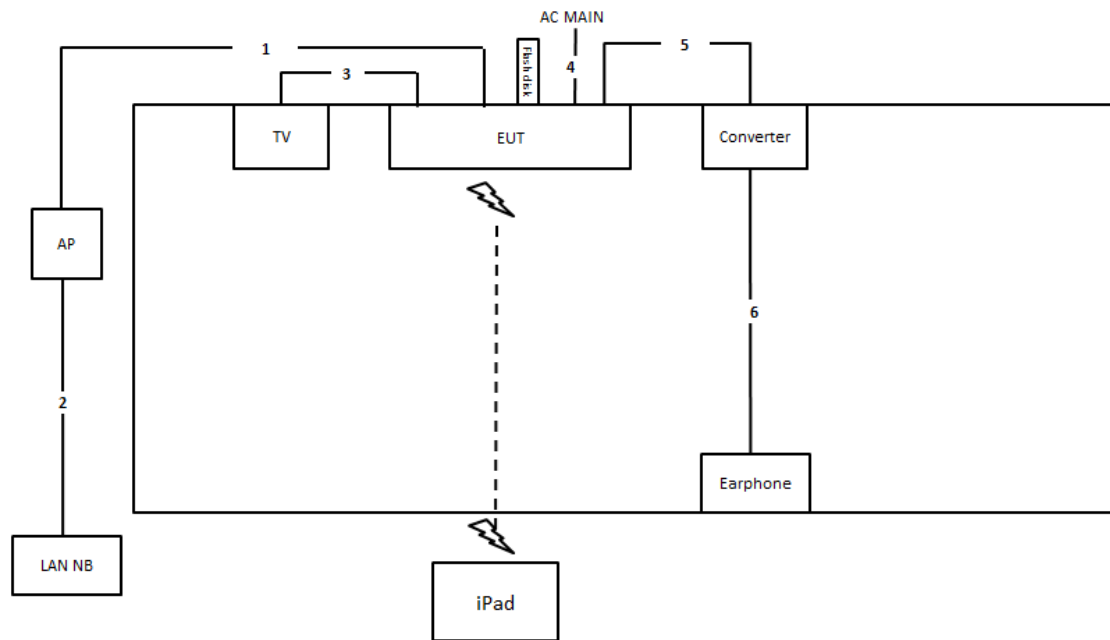 AC MAIN
1
5
3
Flash disk
4
TV
EUT
Converter
AP
6
2
Earphone
LAN NB
iPad